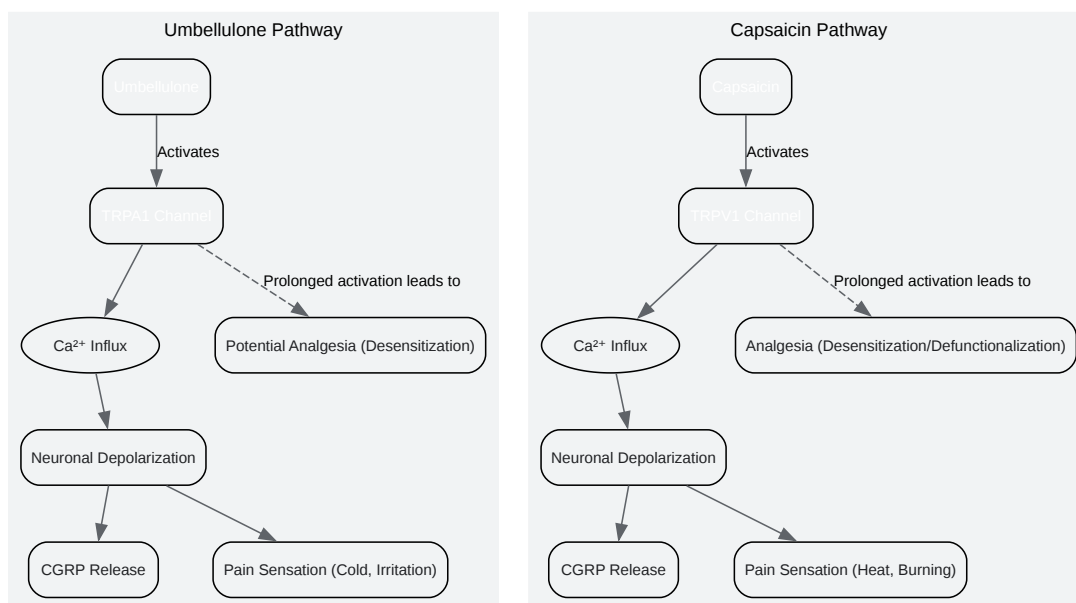 Umbellulone Pathway
Umbellulone
Activates
TRPA1 Channel
Prolonged activation leads to
Ca²⁺ Influx
Potential Analgesia (Desensitization)
Neuronal Depolarization
CGRP Release
Pain Sensation (Cold, Irritation)
Capsaicin Pathway
Capsaicin
Activates
TRPV1 Channel
Prolonged activation leads to
Ca²⁺ Influx
Analgesia (Desensitization/Defunctionalization)
Neuronal Depolarization
CGRP Release
Pain Sensation (Heat, Burning)